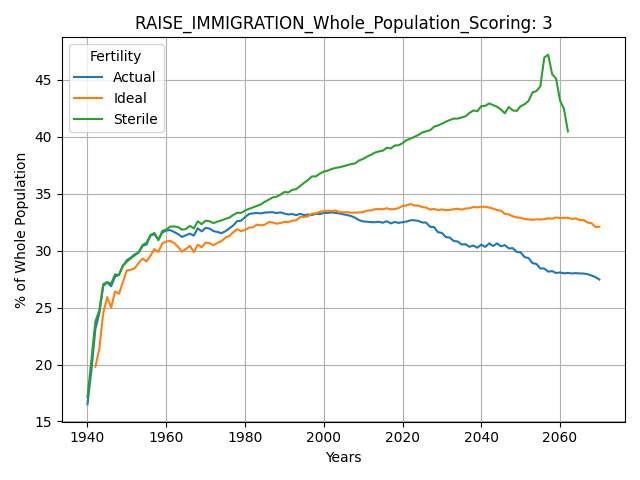 RAISE_IMMIGRATION_Whole_Population_Scoring: 3
Fertility
Actual
Ideal
Sterile
% of Whole Population
45
40
35
30
25
20
15
1940 1960 1980 2000 2020 2040 2060
Years